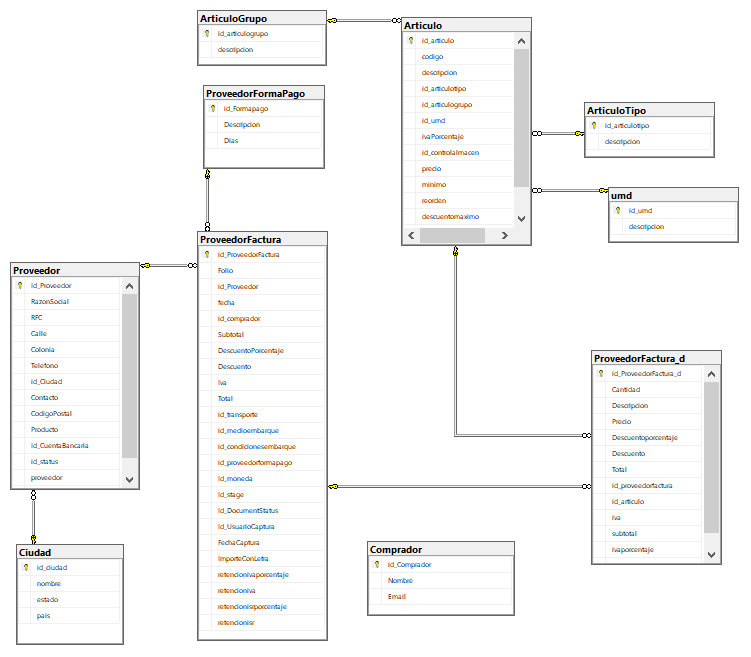 ArticuloGrupo
id_articulogrupo
descripcion
ProveedorFormaPago
Id_Formapago
Descripcion
Dias
Articulo
id_articulo
codigo
descripcion
id_articulotipo
id_articulogrupo
id_umd
ivaPorcentaje
id_controlalmacen
precio
minimo
reorden
descuentomaximo
ArticuloTipo
id_articulotipo
descripcion
umd
id_umd
descripcion
Proveedor
Id_Proveedor
RazonSocial
RFC
Calle
Colonia
Telefono
Id_Ciudad
Contacto
CodigoPostal
Producto
Id_CuentaBancaria
id_status
proveedor
ProveedorFactura
Id_ProveedorFactura
Folio
Id_Proveedor
fecha
id_comprador
Subtotal
DescuentoPorcentaje
Descuento
Iva
Total
id_transporte
id_medioembarque
id_condicionesembarque
id_proveedorformapago
id_moneda
id_stage
Id_DocumentStatus
Id_UsuarioCaptura
FechaCaptura
ImporteConLetra
retencionivaporcentaje
retencioniva
retencionisrporcentaje
retencionisr
ProveedorFactura_d
Id_ProveedorFactura_d
Cantidad
Descripcion
Precio
Descuentoporcentaje
Descuento
Total
id_proveedorfactura
id_articulo
iva
subtotal
ivaporcentaje
Ciudad
id_ciudad
nombre
estado
pais
Comprador
Id_Comprador
Nombre
Email